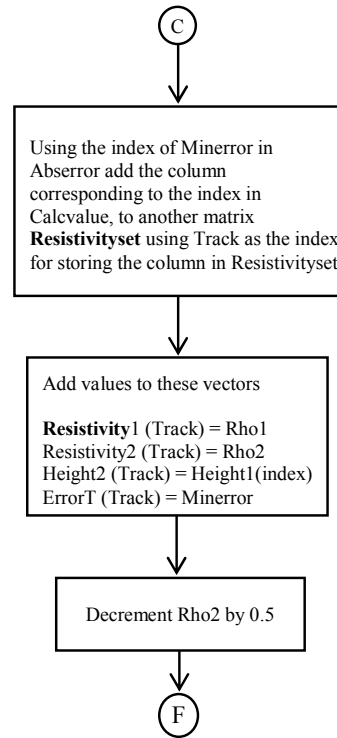 C
Using the index of Minerror in
Abserror add the column
corresponding to the index in
Calcvalue, to another matrix
Resistivityset using Track as the index
for storing the column in Resistivityset
Add values to these vectors
Resistivity1 (Track) = Rho1
Resistivity2 (Track) = Rho2
Height2 (Track) = Height1(index)
ErrorT (Track) = Minerror
Decrement Rho2 by 0.5
F